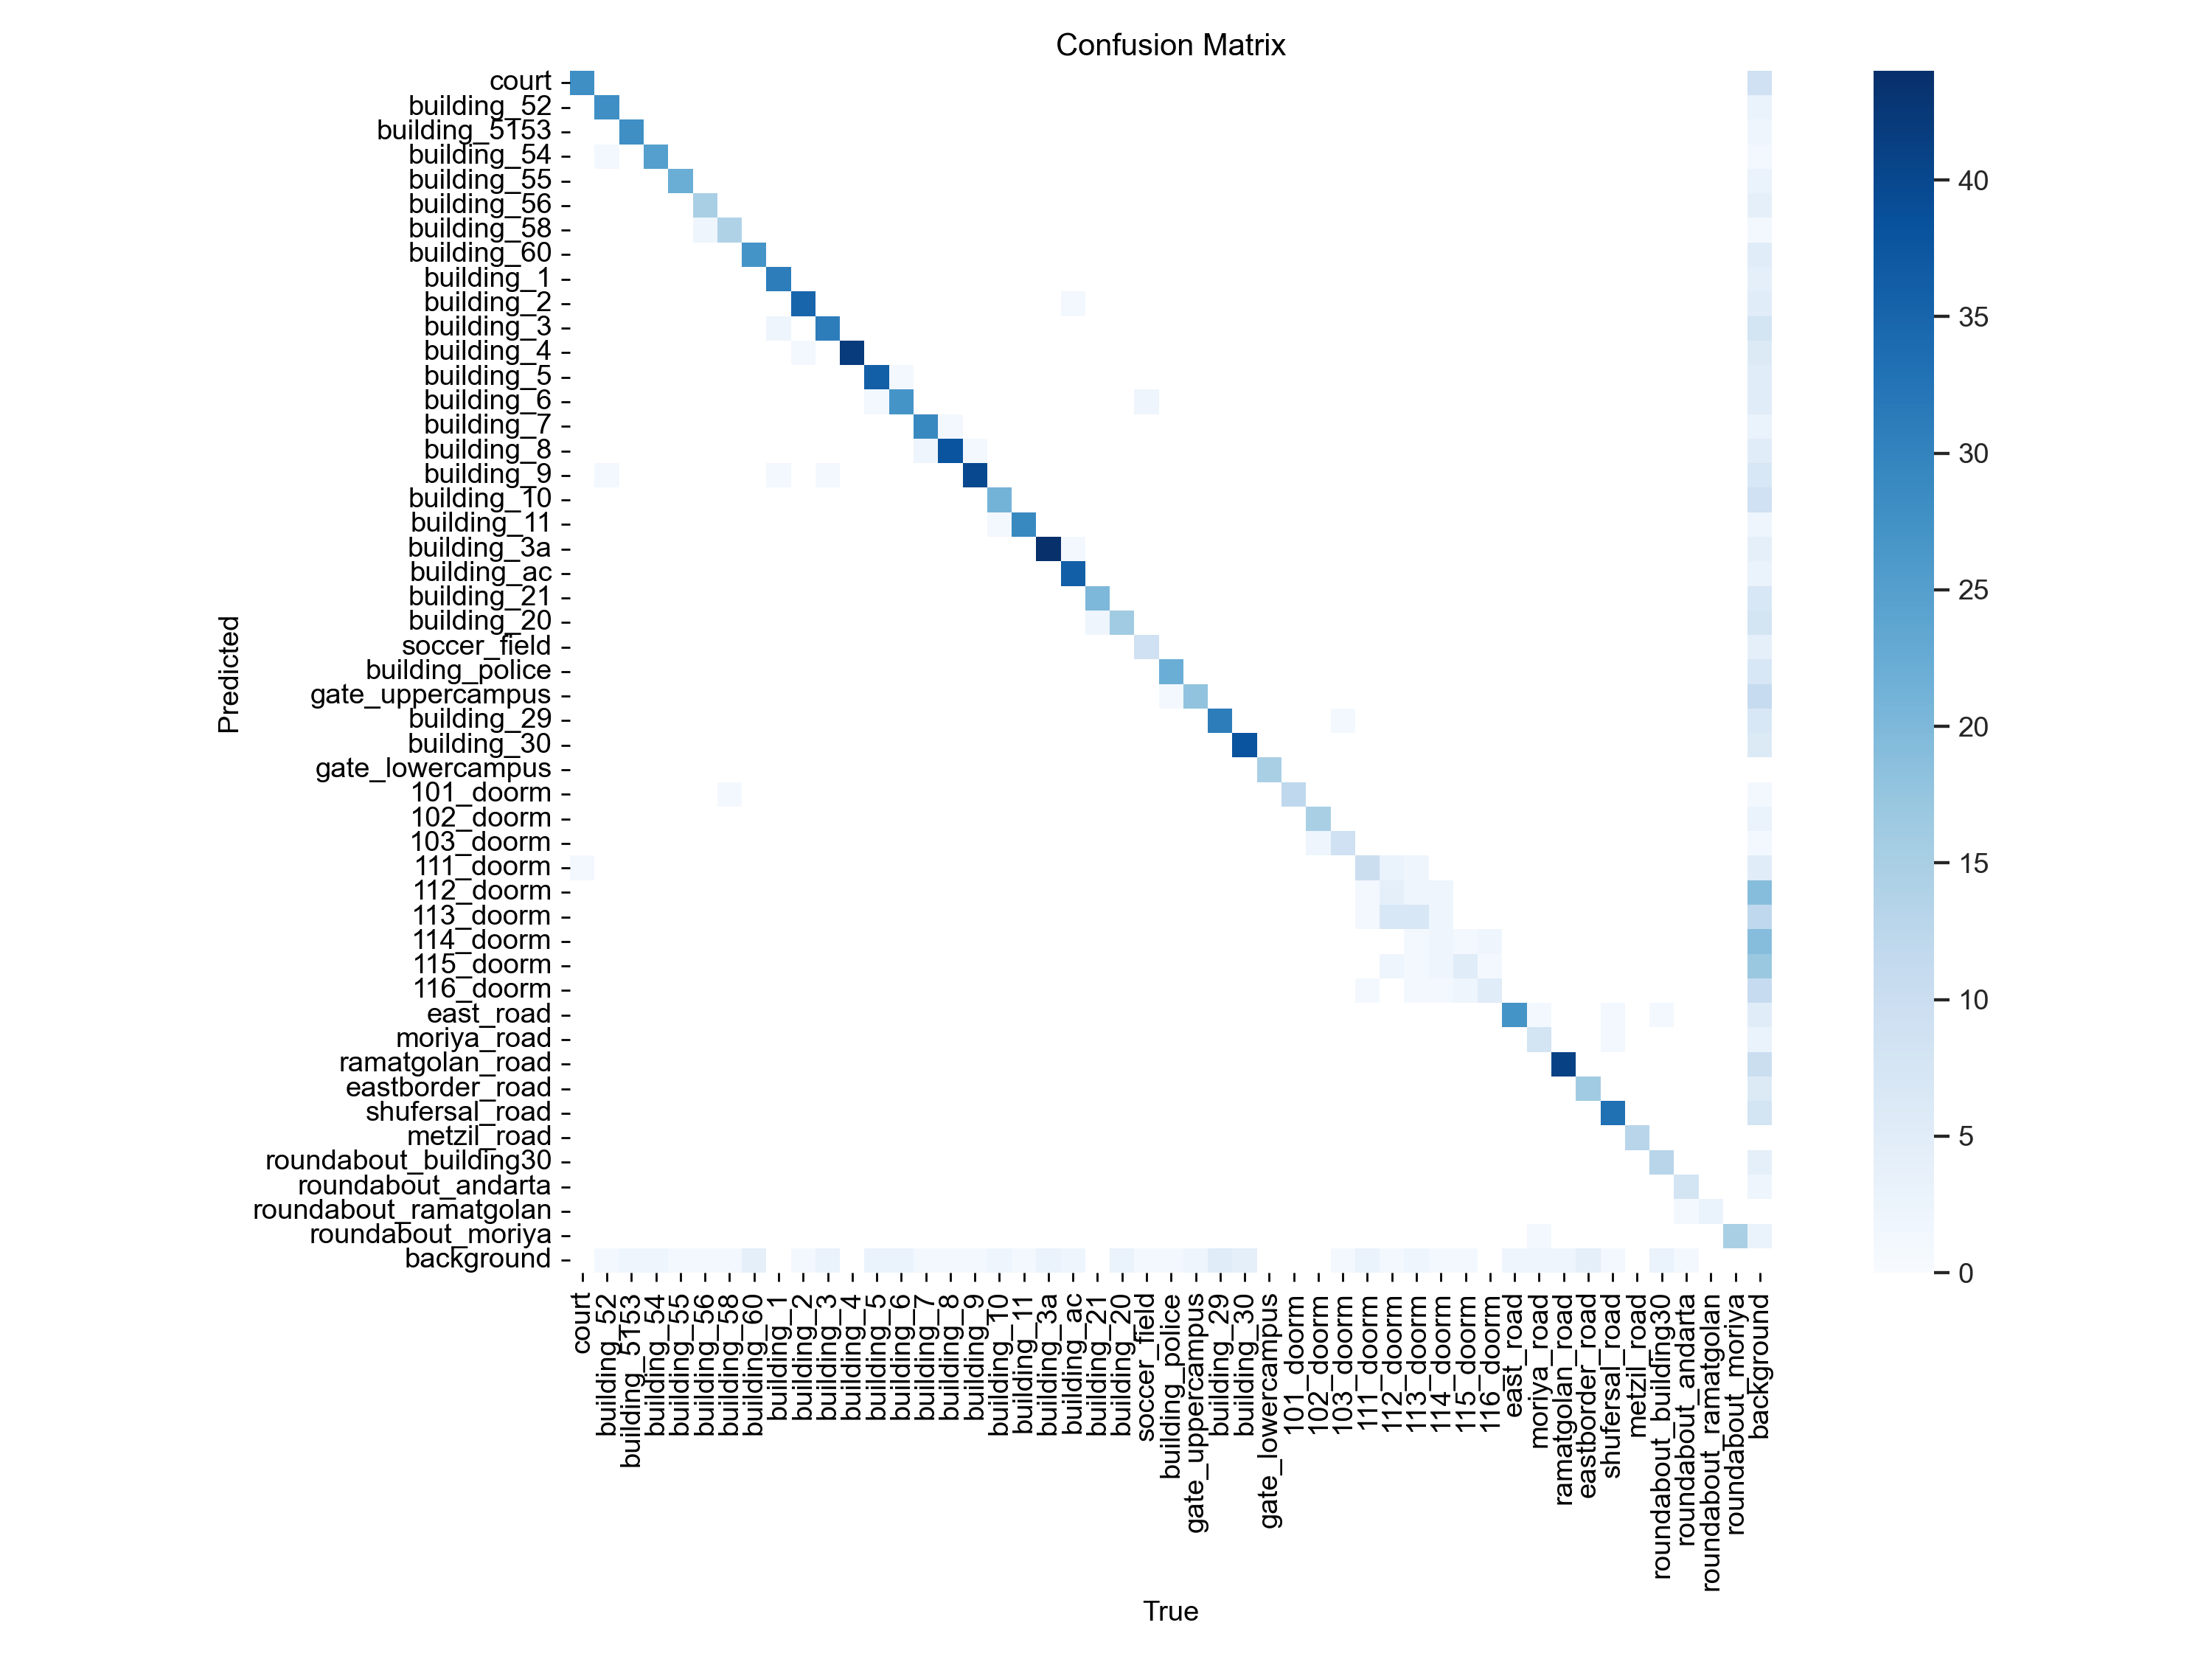 Confusion Matrix
court
building_52
building_5153
building_54
building_55
building_56
building_58
building_60
building_1
building_2
building_3
building_4
building_5
building_6
building_7
building_8
building_9
building_10
building_11
building_3a
building_ac
building_21
building_20
soccer_field
building_police
gate_uppercampus
building_29
building_30
gate_lowercampus
101_doorm
102_doorm
103_doorm
111_doorm
112_doorm
113_doorm
114_doorm
115_doorm
116_doorm
east_road
moriya_road
ramatgolan_road
eastborder_road
shufersal_road
metzil_road
roundabout_building30
roundabout_andarta
roundabout_ramatgolan
roundabout_moriya
background
Predicted
court
building_52
building_5153
building_54
building_55
building_56
building_58
building_60
building_1
building_2
building_3
building_4
building_5
building_6
building_7
building_8
building_9
building_10
building_11
building_3a
building_ac
building_21
building_20
soccer_field
building_police
gate_uppercampus
building_29
building_30
gate_lowercampus
101_doorm
102_doorm
103_doorm
111_doorm
112_doorm
113_doorm
114_doorm
115_doorm
116_doorm
east_road
moriya_road
ramatgolan_road
eastborder_road
shufersal_road
metzil_road
roundabout_building30
roundabout_andarta
roundabout_ramatgolan
roundabout_moriya
background
True
40
35
30
25
20
15
10
5
0